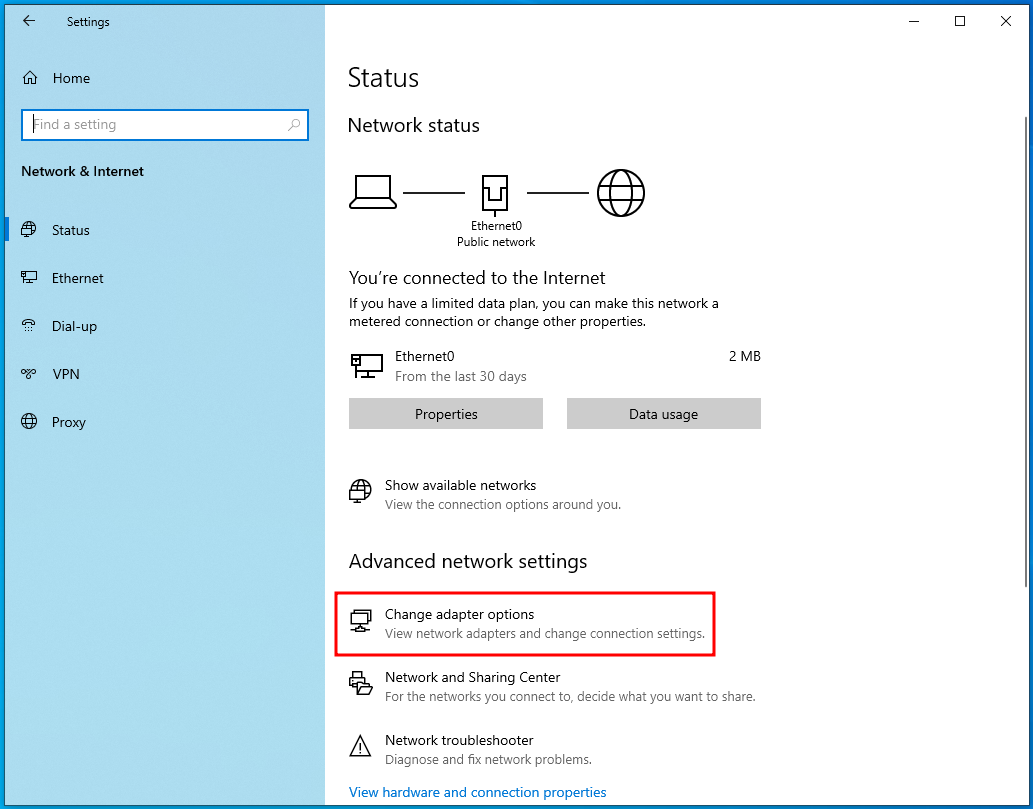 Settings
Home
Find a setting
Network & Internet
Status
Ethernet
Dial-up
VPN
Proxy
Status
Network status
Ethernet0
Public network
You’re connected to the Internet
If you have a limited data plan, you can make this network a
metered connection or change other properties.
Ethernet0 2 MB
From the last 30 days
Properties Data usage
Show available networks
View the connection options around you.
Advanced network settings
Change adapter options
View network adapters and change connection settings.
Network and Sharing Center
For the networks you connect to, decide what you want to share.
Network troubleshooter
Diagnose and fix network problems.
View hardware and connection properties